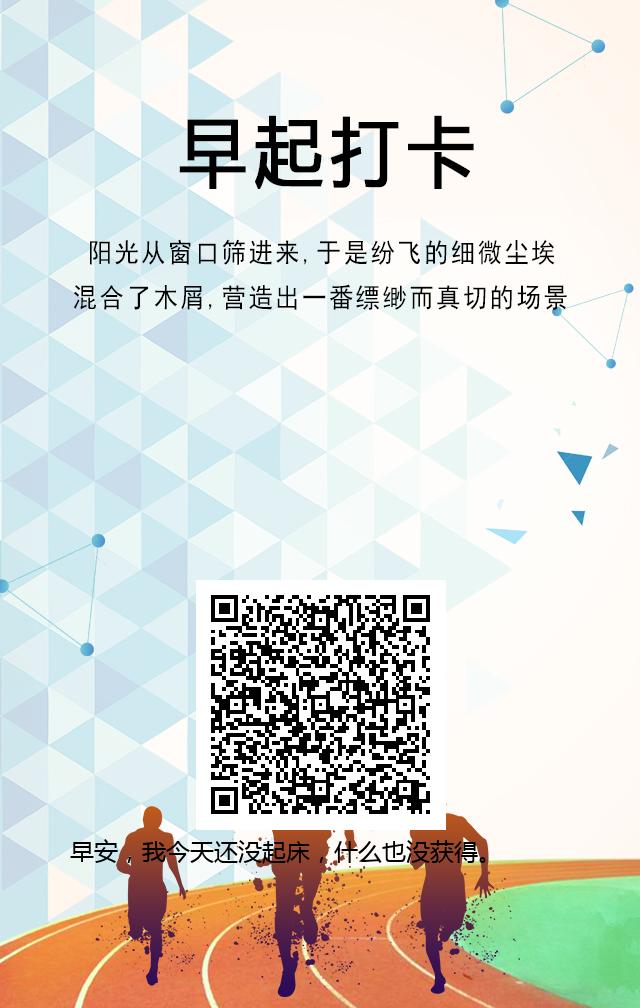 早起打卡
阳光从窗口筛进来, 于是纷飞的细微尘埃
混合了木屑, 营造出一番缥缈而真切的场景
早安，我今天还没起床，什么也没获得。